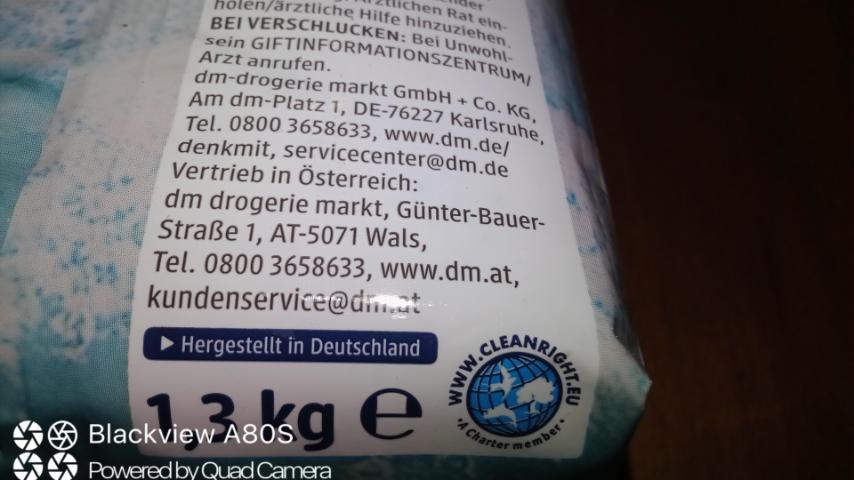 Ärztlichen Rat ein-
holen/ärztliche Hilfe hinzuziehen.
BEI VERSCHLUCKEN: Bei Unwohl-
sein GIFTINFORMATIONSZENTRUM/
Arzt anrufen.
dm-drogerie markt GmbH + Co. KG,
Am dm-Platz 1, DE-76227 Karlsruhe,
Tel. 0800 3658633, www.dm.de/
denkmit, servicecenter@dm.de
Vertrieb in Österreich:
dm drogerie markt, Günter-Bauer-
Straße 1, AT-5071 Wals,
Tel. 0800 3658633, www.dm.at,
kundenservice@dm.at
Hergestellt in Deutschland
1,3 kg e
WWW.CLEANRIGHT.EU
• A Charter member •
Blackview A80S
Powered by Quad Camera